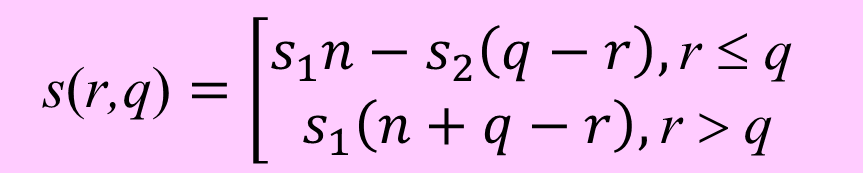 s(r,q) = [s₁n − s₂(q − r), r ≤ q
s₁(n + q − r), r > q